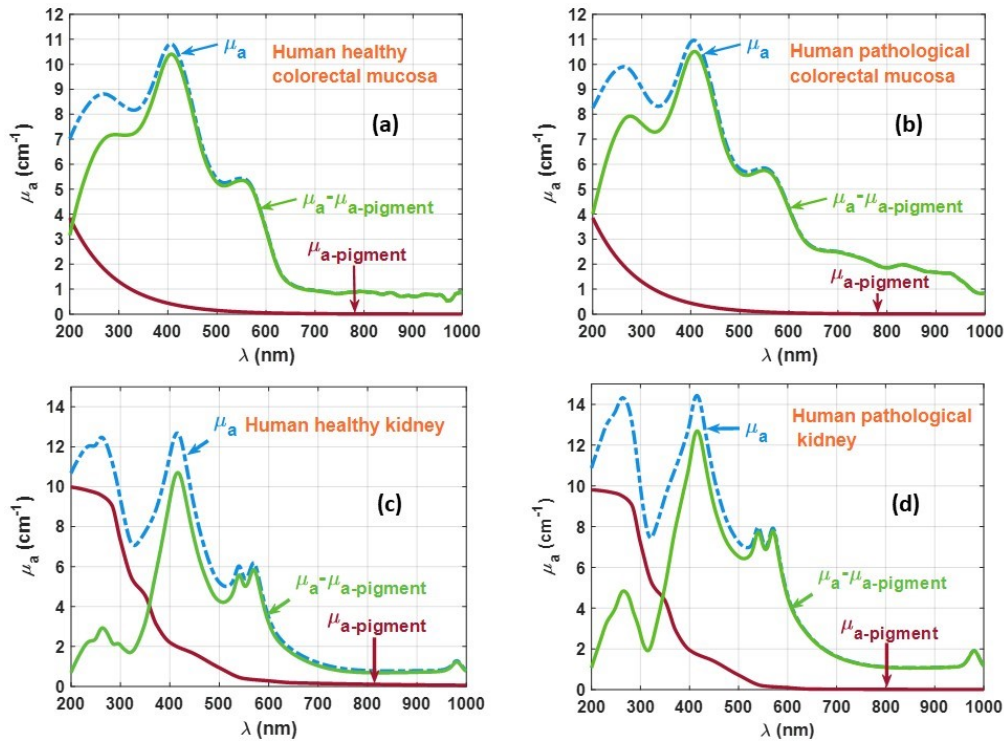 μa
Human healthy
colorectal mucosa
(a)
μa-μa-pigment
μa-pigment
μa (cm-1)
11
10
9
8
7
6
5
4
3
2
1
0
200 300 400 500 600 700 800 900 1000
λ (nm)
μa
Human pathological
colorectal mucosa
(b)
μa-μa-pigment
μa-pigment
μa (cm-1)
11
10
9
8
7
6
5
4
3
2
1
0
200 300 400 500 600 700 800 900 1000
λ (nm)
μa
Human healthy kidney
(c)
μa-μa-pigment
μa-pigment
μa (cm-1)
14
12
10
8
6
4
2
0
200 300 400 500 600 700 800 900 1000
λ (nm)
Human pathological
kidney
μa
(d)
μa-μa-pigment
μa-pigment
μa (cm-1)
14
12
10
8
6
4
2
0
200 300 400 500 600 700 800 900 1000
λ (nm)